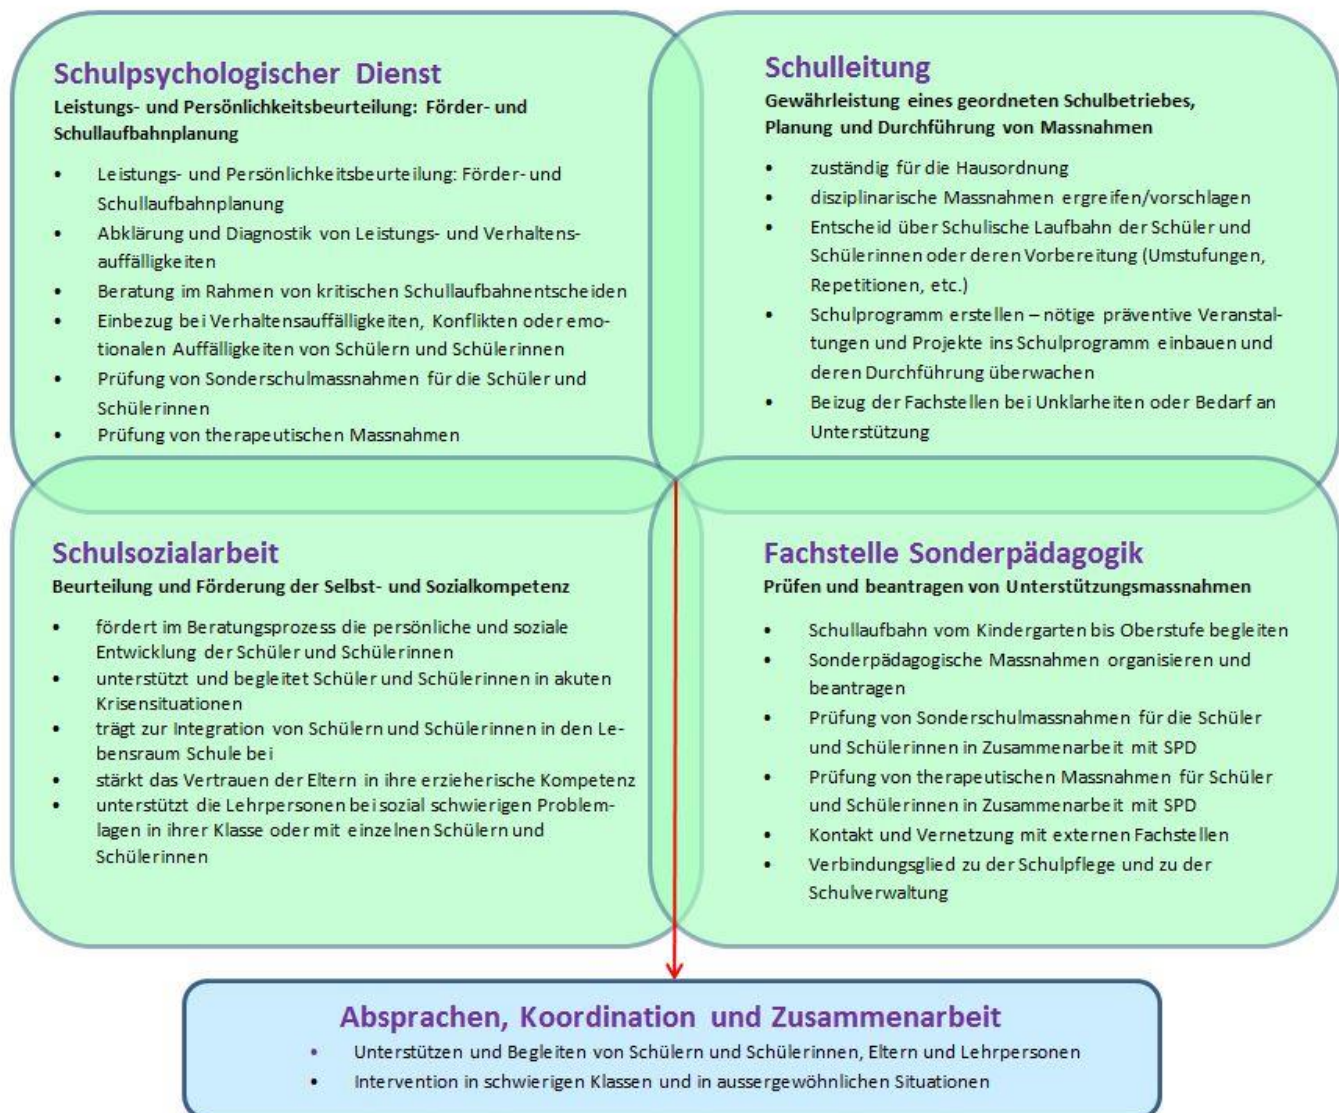 Schulpsychologischer Dienst
Leistungs- und Persönlichkeitsbeurteilung: Förder- und
Schullaufbahnplanung
• Leistungs- und Persönlichkeitsbeurteilung: Förder- und
Schullaufbahnplanung
• Abklärung und Diagnostik von Leistungs- und Verhaltens-
auffälligkeiten
• Beratung im Rahmen von kritischen Schullaufbahnentscheiden
• Einbezug bei Verhaltensauffälligkeiten, Konflikten oder emo-
tionalen Auffälligkeiten von Schülern und Schülerinnen
• Prüfung von Sonderschulmassnahmen für die Schüler und
Schülerinnen
• Prüfung von therapeutischen Massnahmen
Schulleitung
Gewährleistung eines geordneten Schulbetriebes,
Planung und Durchführung von Massnahmen
• zuständig für die Hausordnung
• disziplinarische Massnahmen ergreifen/vorschlagen
• Entscheid über Schulische Laufbahn der Schüler und
Schülerinnen oder deren Vorbereitung (Umstufungen,
Repetitionen, etc.)
• Schulprogramm erstellen – nötige präventive Veranstal-
tungen und Projekte ins Schulprogramm einbauen und
deren Durchführung überwachen
• Beizug der Fachstellen bei Unklarheiten oder Bedarf an
Unterstützung
Schulsozialarbeit
Beurteilung und Förderung der Selbst- und Sozialkompetenz
• fördert im Beratungsprozess die persönliche und soziale
Entwicklung der Schüler und Schülerinnen
• unterstützt und begleitet Schüler und Schülerinnen in akuten
Krisensituationen
• trägt zur Integration von Schülern und Schülerinnen in den Le-
bensraum Schule bei
• stärkt das Vertrauen der Eltern in ihre erzieherische Kompetenz
• unterstützt die Lehrpersonen bei sozial schwierigen Problem-
lagen in ihrer Klasse oder mit einzelnen Schülern und
Schülerinnen
Fachstelle Sonderpädagogik
Prüfen und beantragen von Unterstützungsmassnahmen
• Schullaufbahn vom Kindergarten bis Oberstufe begleiten
• Sonderpädagogische Massnahmen organisieren und
beantragen
• Prüfung von Sonderschulmassnahmen für die Schüler
und Schülerinnen in Zusammenarbeit mit SPD
• Prüfung von therapeutischen Massnahmen für Schüler
und Schülerinnen in Zusammenarbeit mit SPD
• Kontakt und Vernetzung mit externen Fachstellen
• Verbindungsglied zu der Schulpflege und zu der
Schulverwaltung
Absprachen, Koordination und Zusammenarbeit
• Unterstützen und Begleiten von Schülern und Schülerinnen, Eltern und Lehrpersonen
• Intervention in schwierigen Klassen und in aussergewöhnlichen Situationen